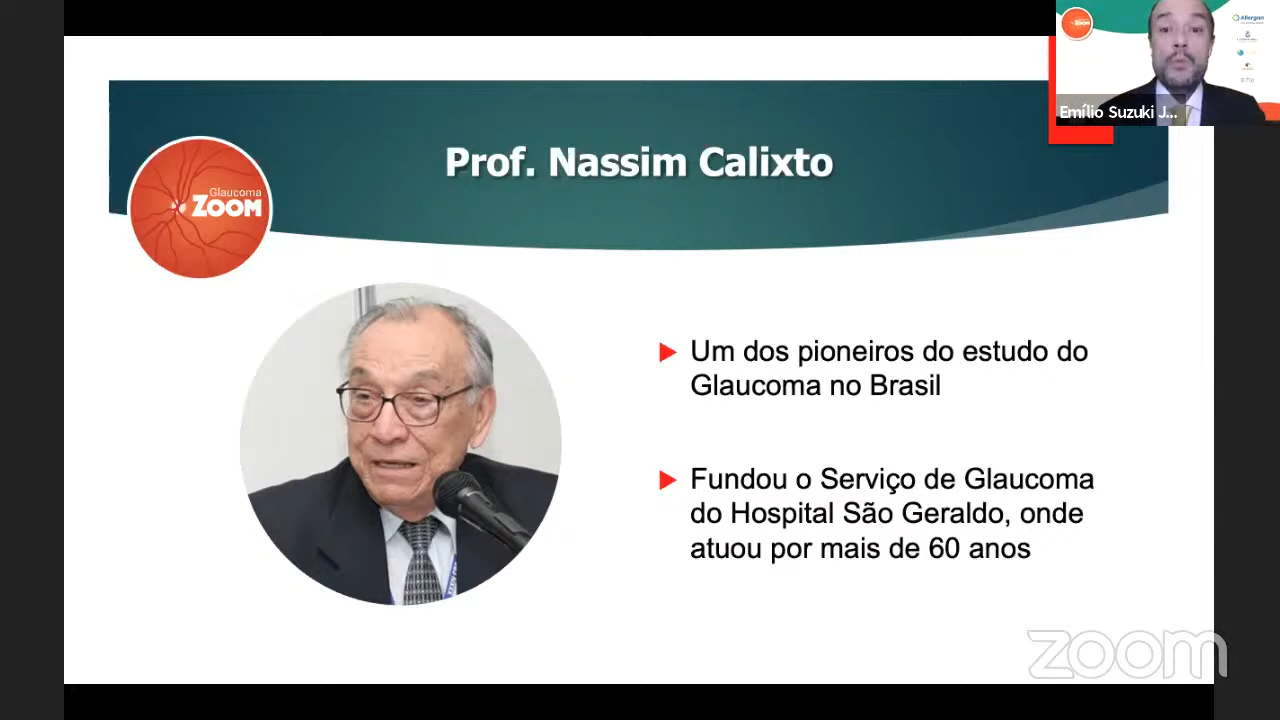 Allergan
Emílio Suzuki J...
Prof. Nassim Calixto
Glaucoma
ZOOM
Um dos pioneiros do estudo do
Glaucoma no Brasil
Fundou o Serviço de Glaucoma
do Hospital São Geraldo, onde
atuou por mais de 60 anos
zoom